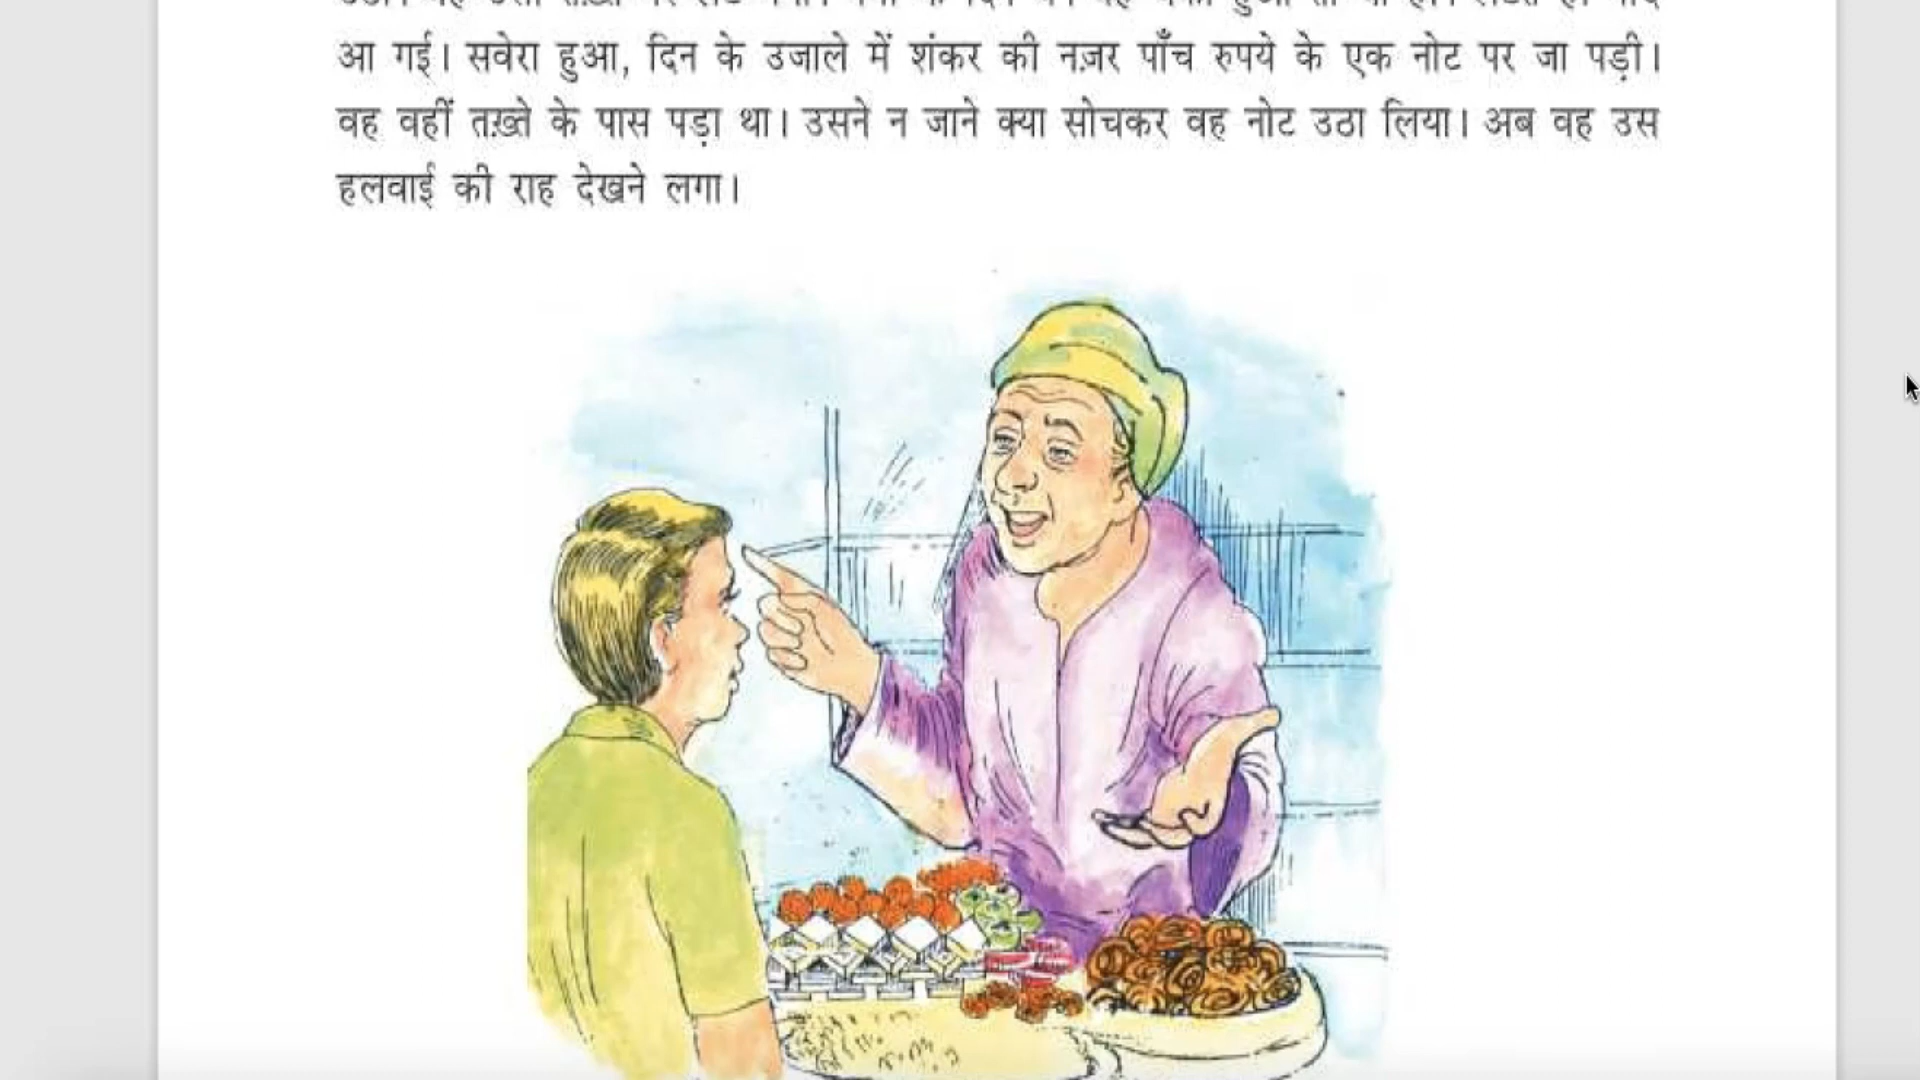 आ गई। सवेरा हुआ, दिन के उजाले में शंकर की नज़र पाँच रुपये के एक नोट पर जा पड़ी।
वह वहीं तख़्ते के पास पड़ा था। उसने न जाने क्या सोचकर वह नोट उठा लिया। अब वह उस
हलवाई की राह देखने लगा।